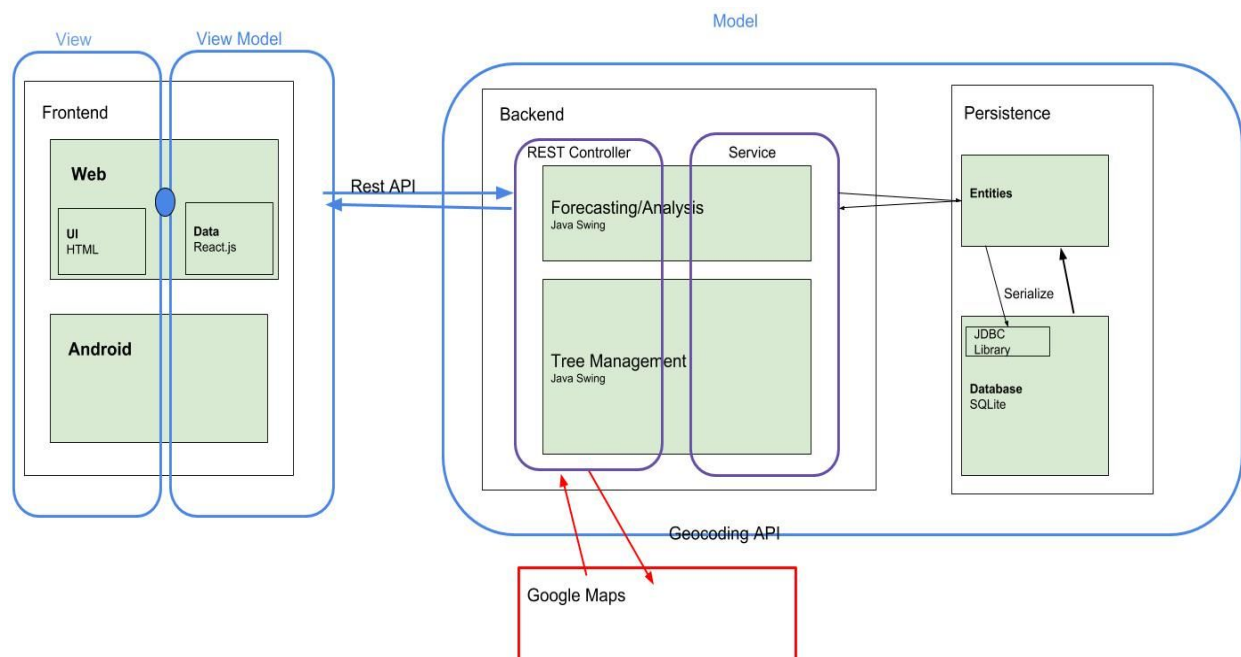 View
View Model
Model
Frontend
Web
UI
HTML
Data
React.js
Android
Rest API
Backend
REST Controller
Service
Forecasting/Analysis
Java Swing
Tree Management
Java Swing
Persistence
Entities
Serialize
JDBC
Library
Database
SQLite
Geocoding API
Google Maps